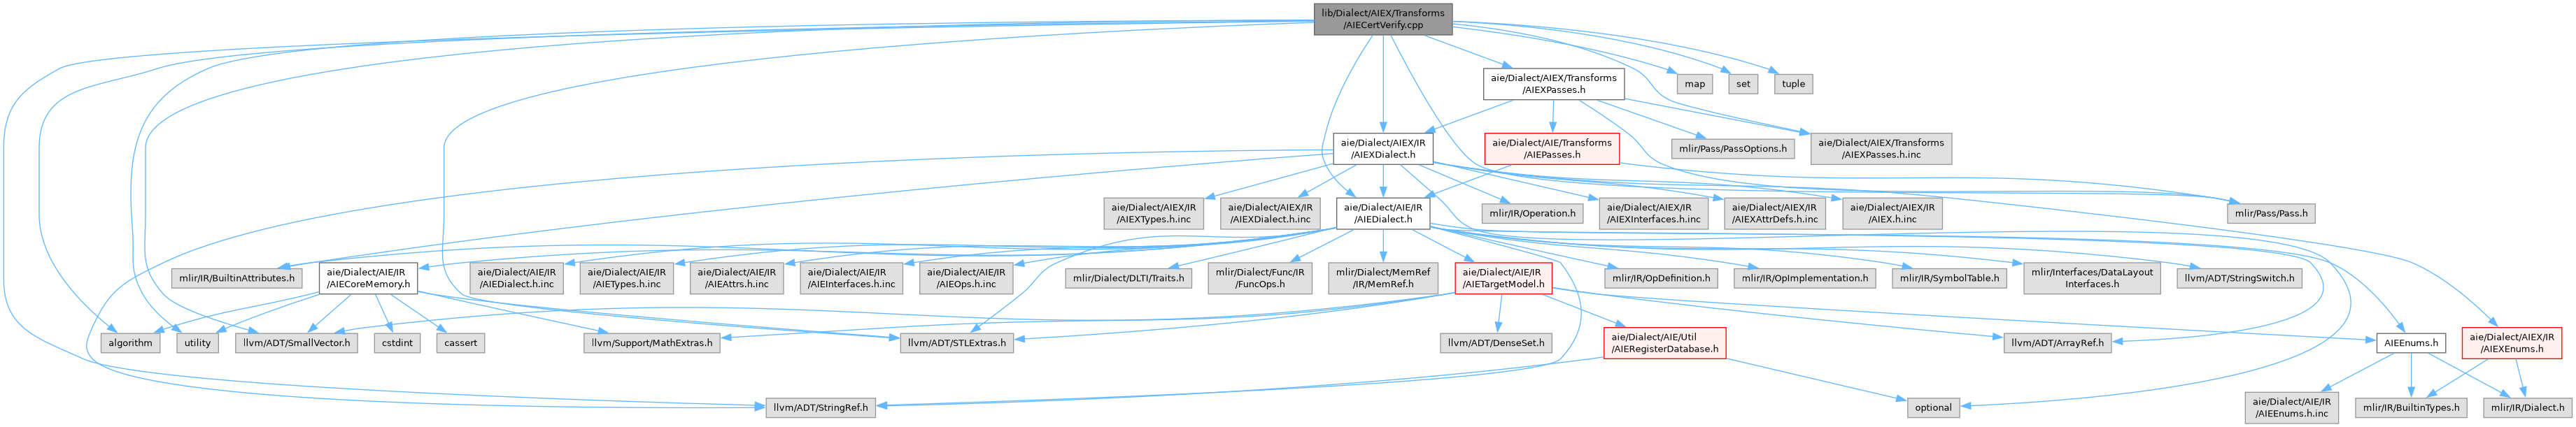 lib/Dialect/AIEX/Transforms
/AIECertVerify.cpp
aie/Dialect/AIEX/Transforms
/AIEXPasses.h
map
set
tuple
aie/Dialect/AIEX/IR
/AIEXDialect.h
aie/Dialect/AIE/Transforms
/AIEPasses.h
mlir/Pass/PassOptions.h
aie/Dialect/AIEX/Transforms
/AIEXPasses.h.inc
aie/Dialect/AIEX/IR
/AIEXTypes.h.inc
aie/Dialect/AIEX/IR
/AIEXDialect.h.inc
aie/Dialect/AIE/IR
/AIEDialect.h
mlir/IR/Operation.h
aie/Dialect/AIEX/IR
/AIEXInterfaces.h.inc
aie/Dialect/AIEX/IR
/AIEXAttrDefs.h.inc
aie/Dialect/AIEX/IR
/AIEX.h.inc
mlir/Pass/Pass.h
mlir/IR/BuiltinAttributes.h
aie/Dialect/AIE/IR
/AIECoreMemory.h
aie/Dialect/AIE/IR
/AIEDialect.h.inc
aie/Dialect/AIE/IR
/AIETypes.h.inc
aie/Dialect/AIE/IR
/AIEAttrs.h.inc
aie/Dialect/AIE/IR
/AIEInterfaces.h.inc
aie/Dialect/AIE/IR
/AIEOps.h.inc
mlir/Dialect/DLTI/Traits.h
mlir/Dialect/Func/IR
/FuncOps.h
mlir/Dialect/MemRef
/IR/MemRef.h
aie/Dialect/AIE/IR
/AIETargetModel.h
mlir/IR/OpDefinition.h
mlir/IR/OpImplementation.h
mlir/IR/SymbolTable.h
mlir/Interfaces/DataLayout
Interfaces.h
llvm/ADT/StringSwitch.h
algorithm
utility
llvm/ADT/SmallVector.h
cstdint
cassert
llvm/Support/MathExtras.h
llvm/ADT/STLExtras.h
llvm/ADT/DenseSet.h
aie/Dialect/AIE/Util
/AIERegisterDatabase.h
llvm/ADT/ArrayRef.h
AIEEnums.h
aie/Dialect/AIEX/IR
/AIEXEnums.h
llvm/ADT/StringRef.h
optional
aie/Dialect/AIE/IR
/AIEEnums.h.inc
mlir/IR/BuiltinTypes.h
mlir/IR/Dialect.h